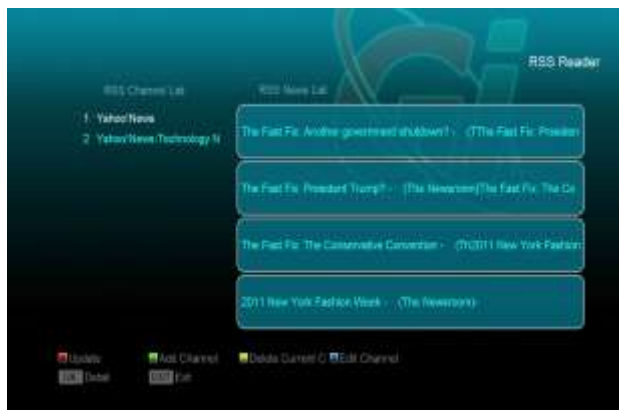 RSS Reader
RSS Channel List
RSS News List
1 Yahoo!News
2 Yahoo!News:Technology N
The Fast Fix: Another government shutdown? - (TThe Fast Fix: Presiden
The Fast Fix: President Trump? - (The Newsroom)The Fast Fix: The Co
The Fast Fix: The Conservative Convention - (Th2011 New York Fashion
2011 New York Fashion Week - (The Newsroom)
Update
Add Channel
Delete Current C
Edit Channel
OK Detail
EXIT Exit